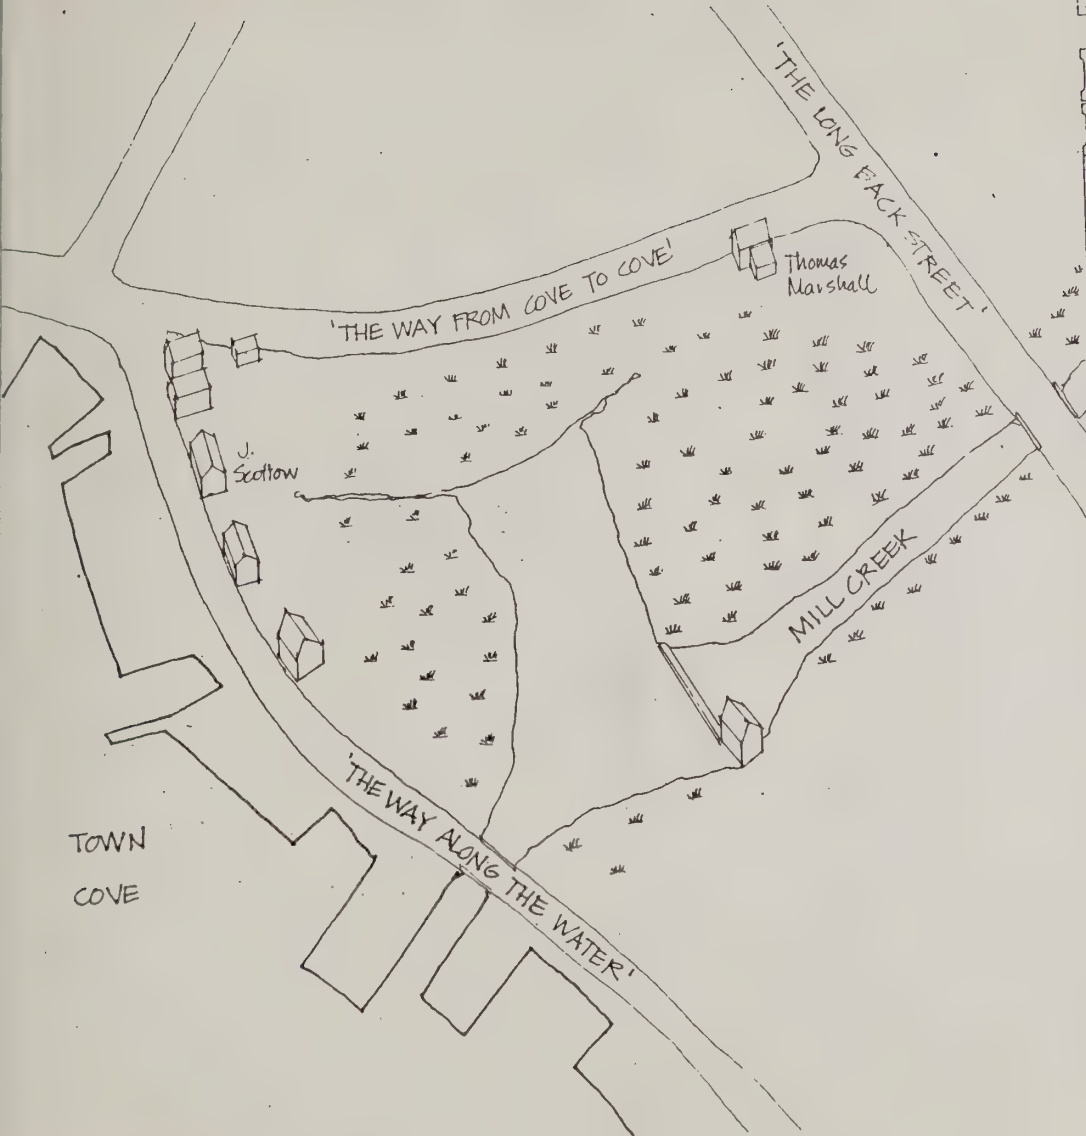 'THE LONG BACK STREET'
'THE WAY FROM COVE TO COVE'
Thomas
Marshall
J.
Scottow
MILL CREEK
'THE WAY ALONG THE WATER'
TOWN
COVE